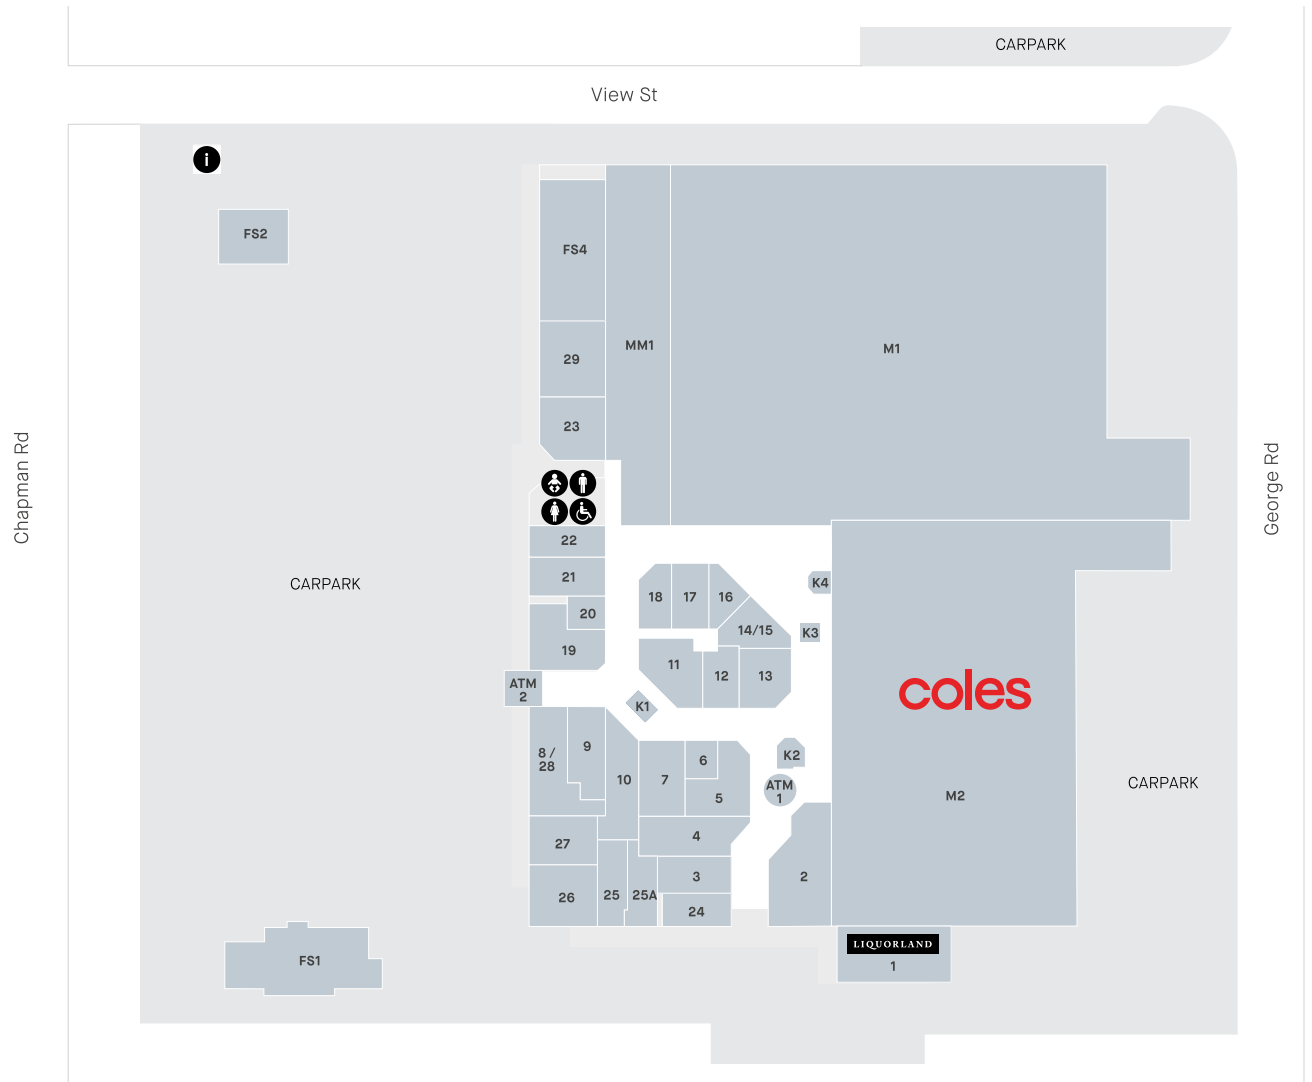 CARPARK
View St
i
FS2
FS4
29
MM1
M1
23
Chapman Rd
George Rd
22
21
20
19
CARPARK
18
17
16
14/15
K4
K3
11
12
13
ATM
2
K1
coles
8 /
28
9
10
7
6
5
K2
ATM
1
M2
CARPARK
4
27
3
2
26
25
25A
24
LIQUORLAND
1
FS1